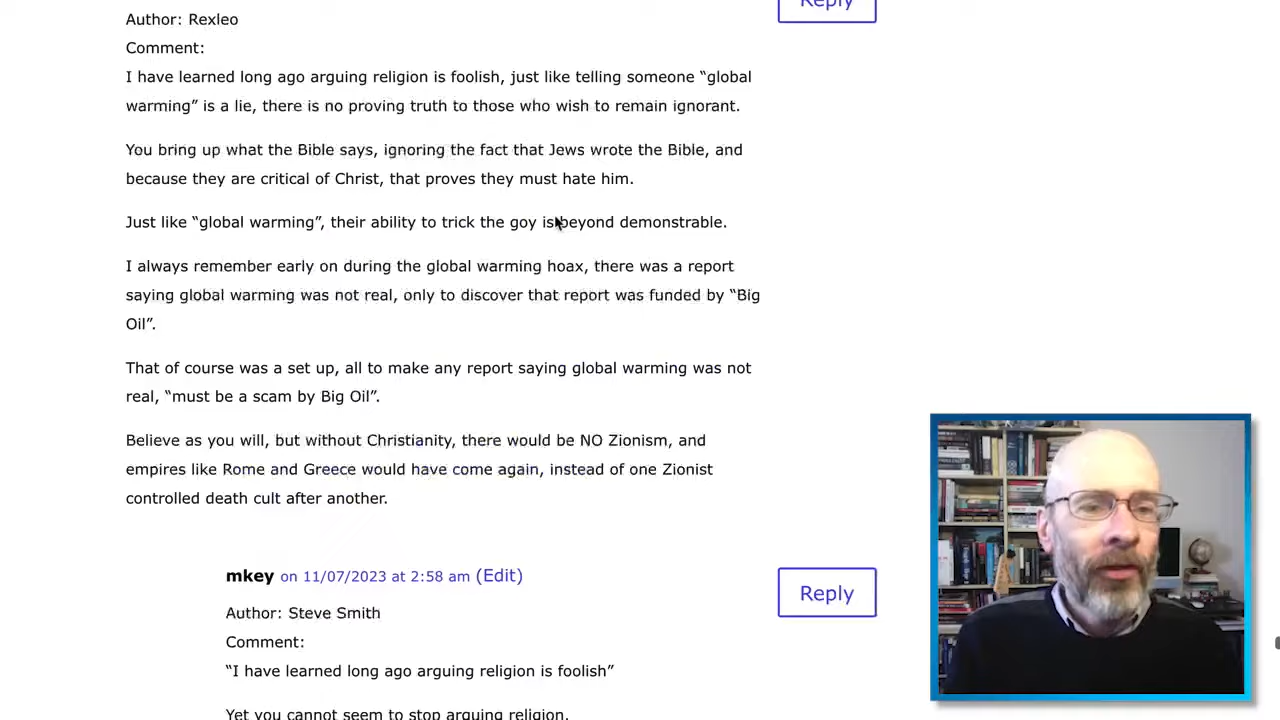 Reply
Author: Rexleo
Comment:
I have learned long ago arguing religion is foolish, just like telling someone “global
warming” is a lie, there is no proving truth to those who wish to remain ignorant.
You bring up what the Bible says, ignoring the fact that Jews wrote the Bible, and
because they are critical of Christ, that proves they must hate him.
Just like “global warming”, their ability to trick the goy is beyond demonstrable.
I always remember early on during the global warming hoax, there was a report
saying global warming was not real, only to discover that report was funded by “Big
Oil”.
That of course was a set up, all to make any report saying global warming was not
real, “must be a scam by Big Oil”.
Believe as you will, but without Christianity, there would be NO Zionism, and
empires like Rome and Greece would have come again, instead of one Zionist
controlled death cult after another.
mkey on 11/07/2023 at 2:58 am (Edit)
Reply
Author: Steve Smith
Comment:
“I have learned long ago arguing religion is foolish”
Yet you cannot seem to stop arguing religion.